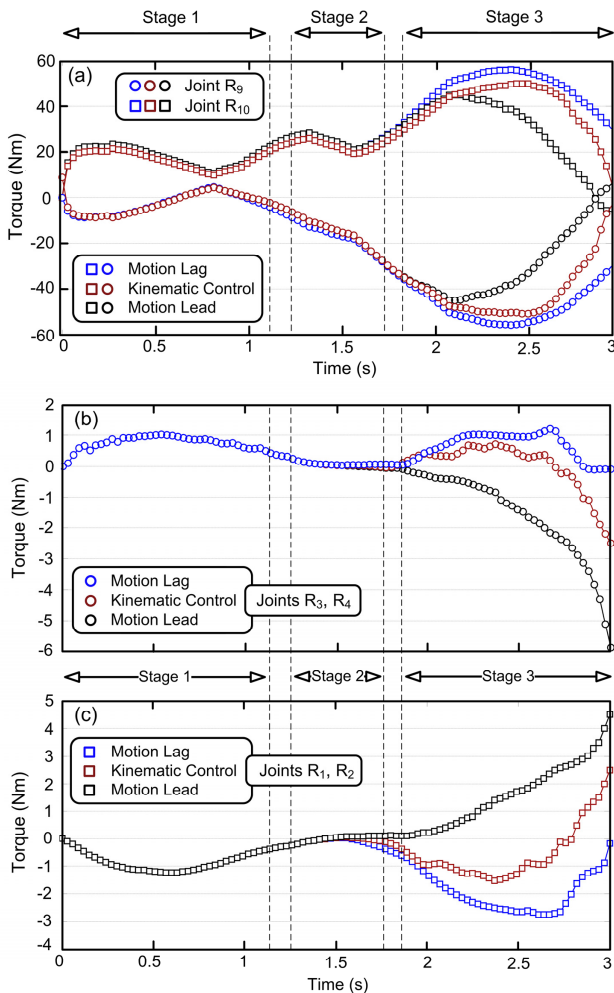 Stage 1 Stage 2 Stage 3
(a)
Joint R₉
Joint R₁₀
Motion Lag
Kinematic Control
Motion Lead
60
40
20
0
-20
-40
-60
Torque (Nm)
0 0.5 1 1.5 2 2.5 3
Time (s)
(b)
2
1
0
-1
-2
-3
-4
-5
-6
Torque (Nm)
Motion Lag
Kinematic Control
Motion Lead
Joints R₃, R₄
Stage 1 Stage 2 Stage 3
(c)
5
4
3
2
1
0
-1
-2
-3
-4
Torque (Nm)
Motion Lag
Kinematic Control
Motion Lead
Joints R₁, R₂
0 0.5 1 1.5 2 2.5 3
Time (s)